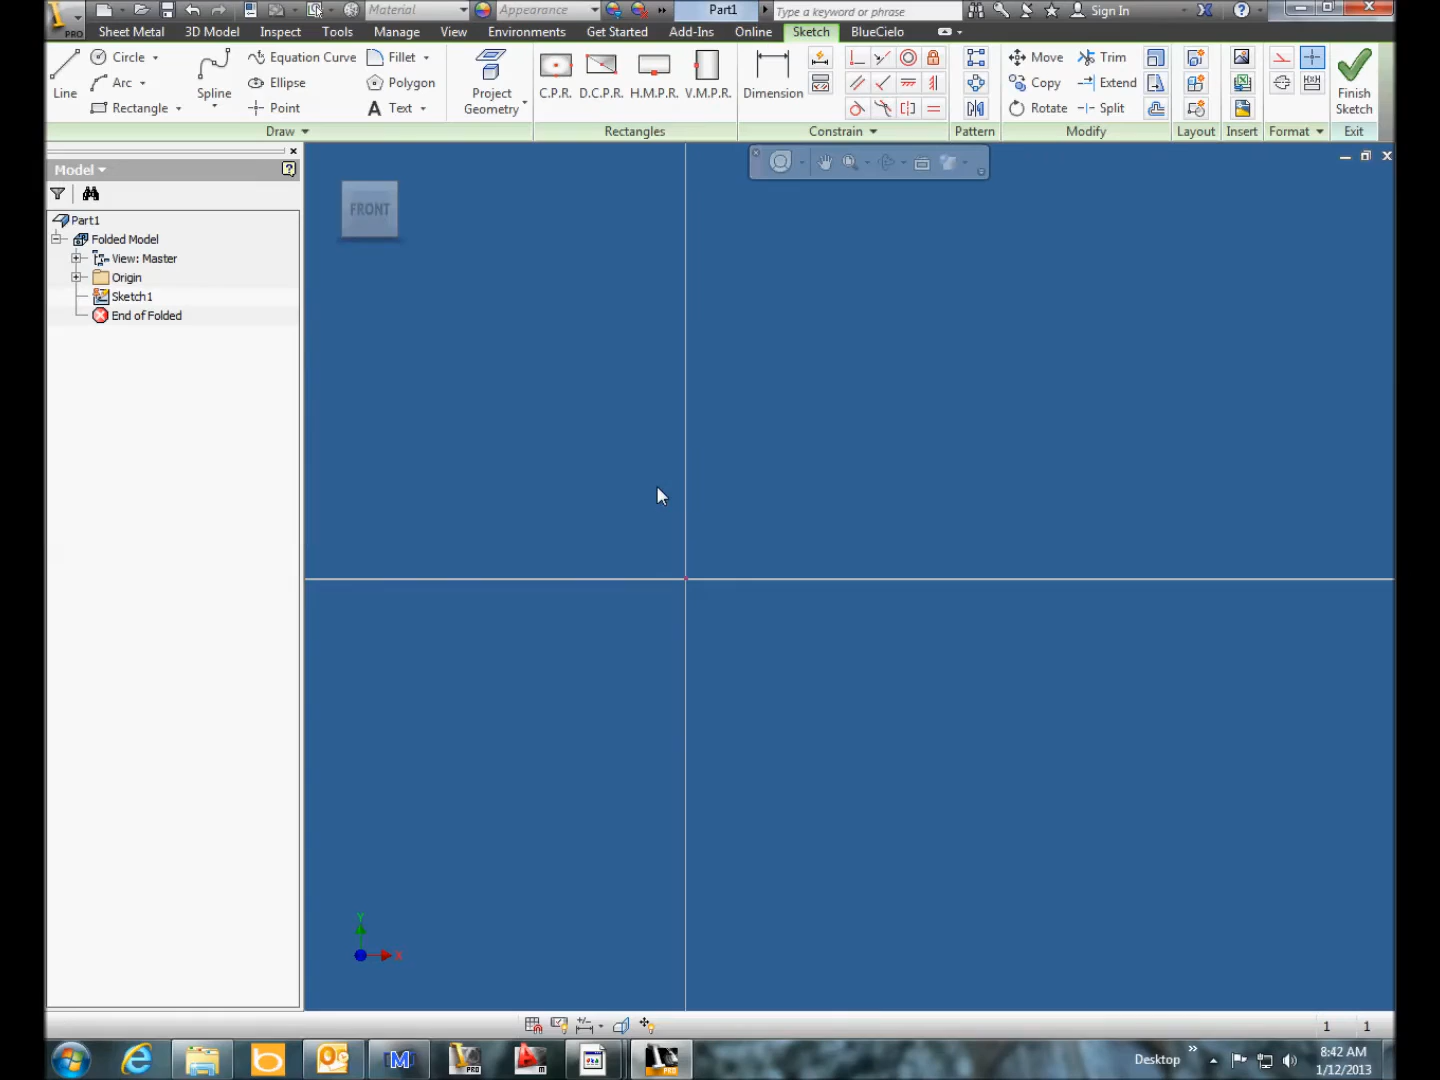 PRO
Material
Appearance
Part1
Type a keyword or phrase
Sign In
Sheet Metal
3D Model
Inspect
Tools
Manage
View
Environments
Get Started
Add-Ins
Online
Sketch
BlueCielo
Line
Circle
Arc
Rectangle
Spline
Equation Curve
Ellipse
Point
Fillet
Polygon
A Text
Project
Geometry
C.P.R.
D.C.P.R.
H.M.P.R.
V.M.P.R.
Dimension
Move
Copy
Rotate
Trim
Extend
Split
Finish
Sketch
Draw
Rectangles
Constrain
Pattern
Modify
Layout
Insert
Format
Exit
Model
Part1
Folded Model
View: Master
Origin
Sketch1
End of Folded
FRONT
Y
X
1 1
Desktop
8:42 AM
1/12/2013